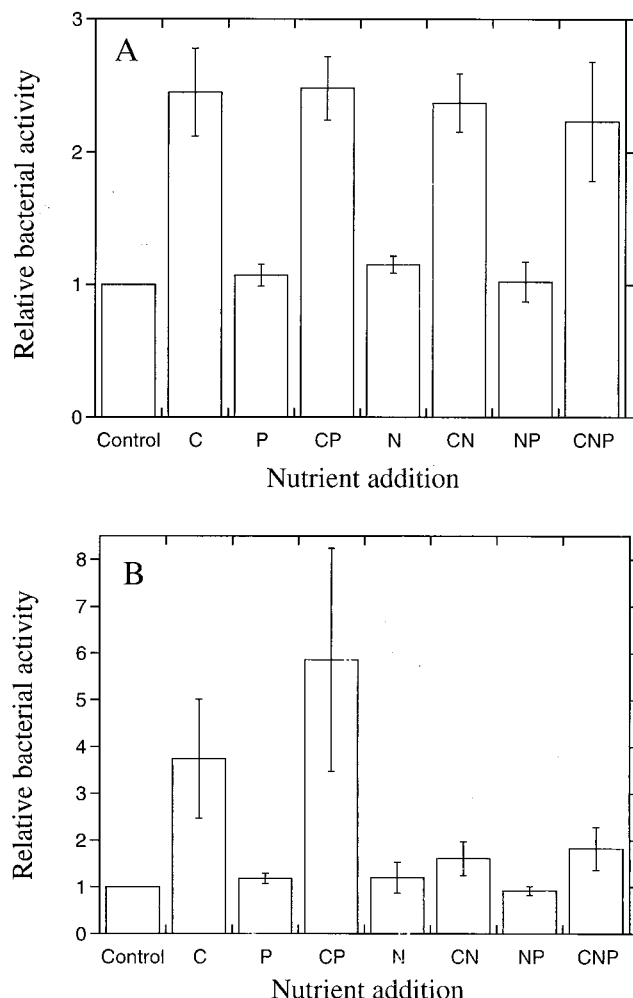 A
Relative bacterial activity
3
2
1
0
Control C P CP N CN NP CNP
Nutrient addition
B
Relative bacterial activity
8
7
6
5
4
3
2
1
0
Control C P CP N CN NP CNP
Nutrient addition